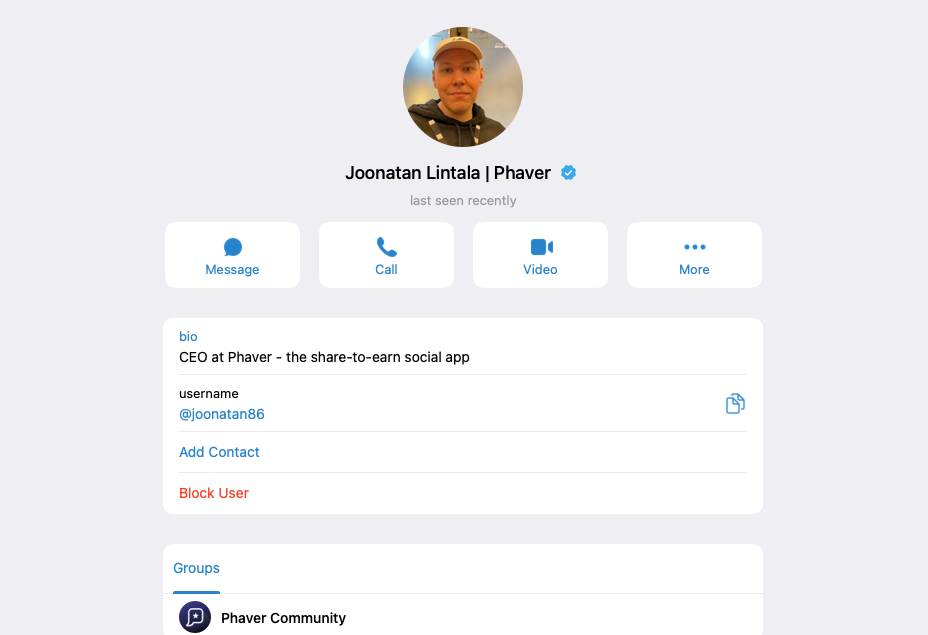 Joonatan Lintala | Phaver
last seen recently
Message
Call
Video
More
bio
CEO at Phaver - the share-to-earn social app
username
@joonatan86
Add Contact
Block User
Groups
Phaver Community